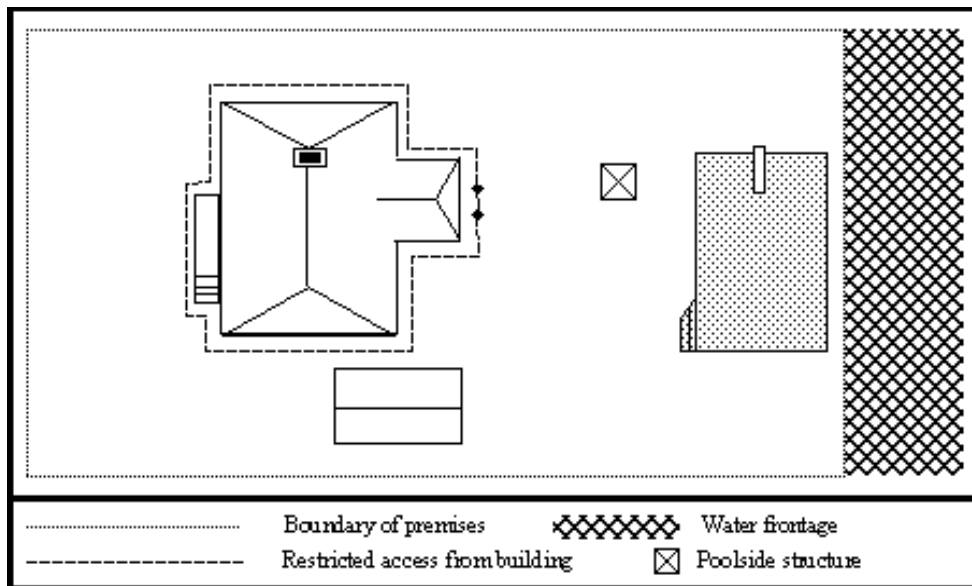 Boundary of premises
Water frontage
Restricted access from building
Poolside structure